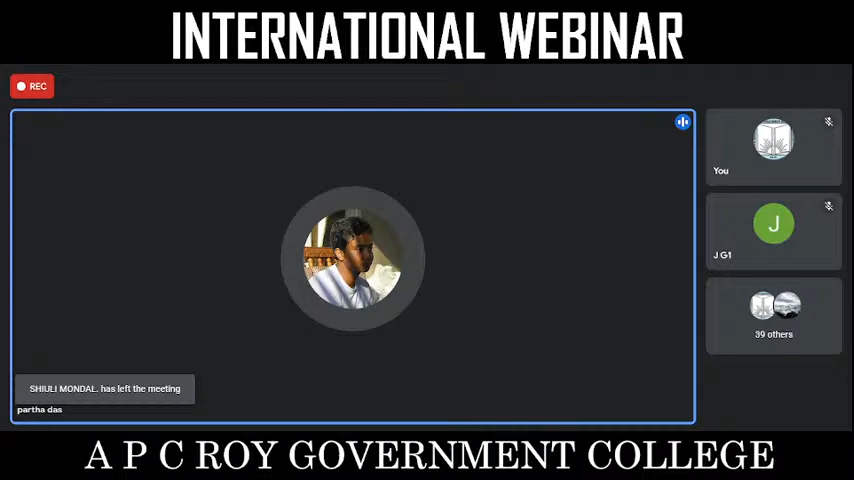 INTERNATIONAL WEBINAR
REC
You
J
J G1
39 others
SHIULI MONDAL. has left the meeting
partha das
A P C ROY GOVERNMENT COLLEGE